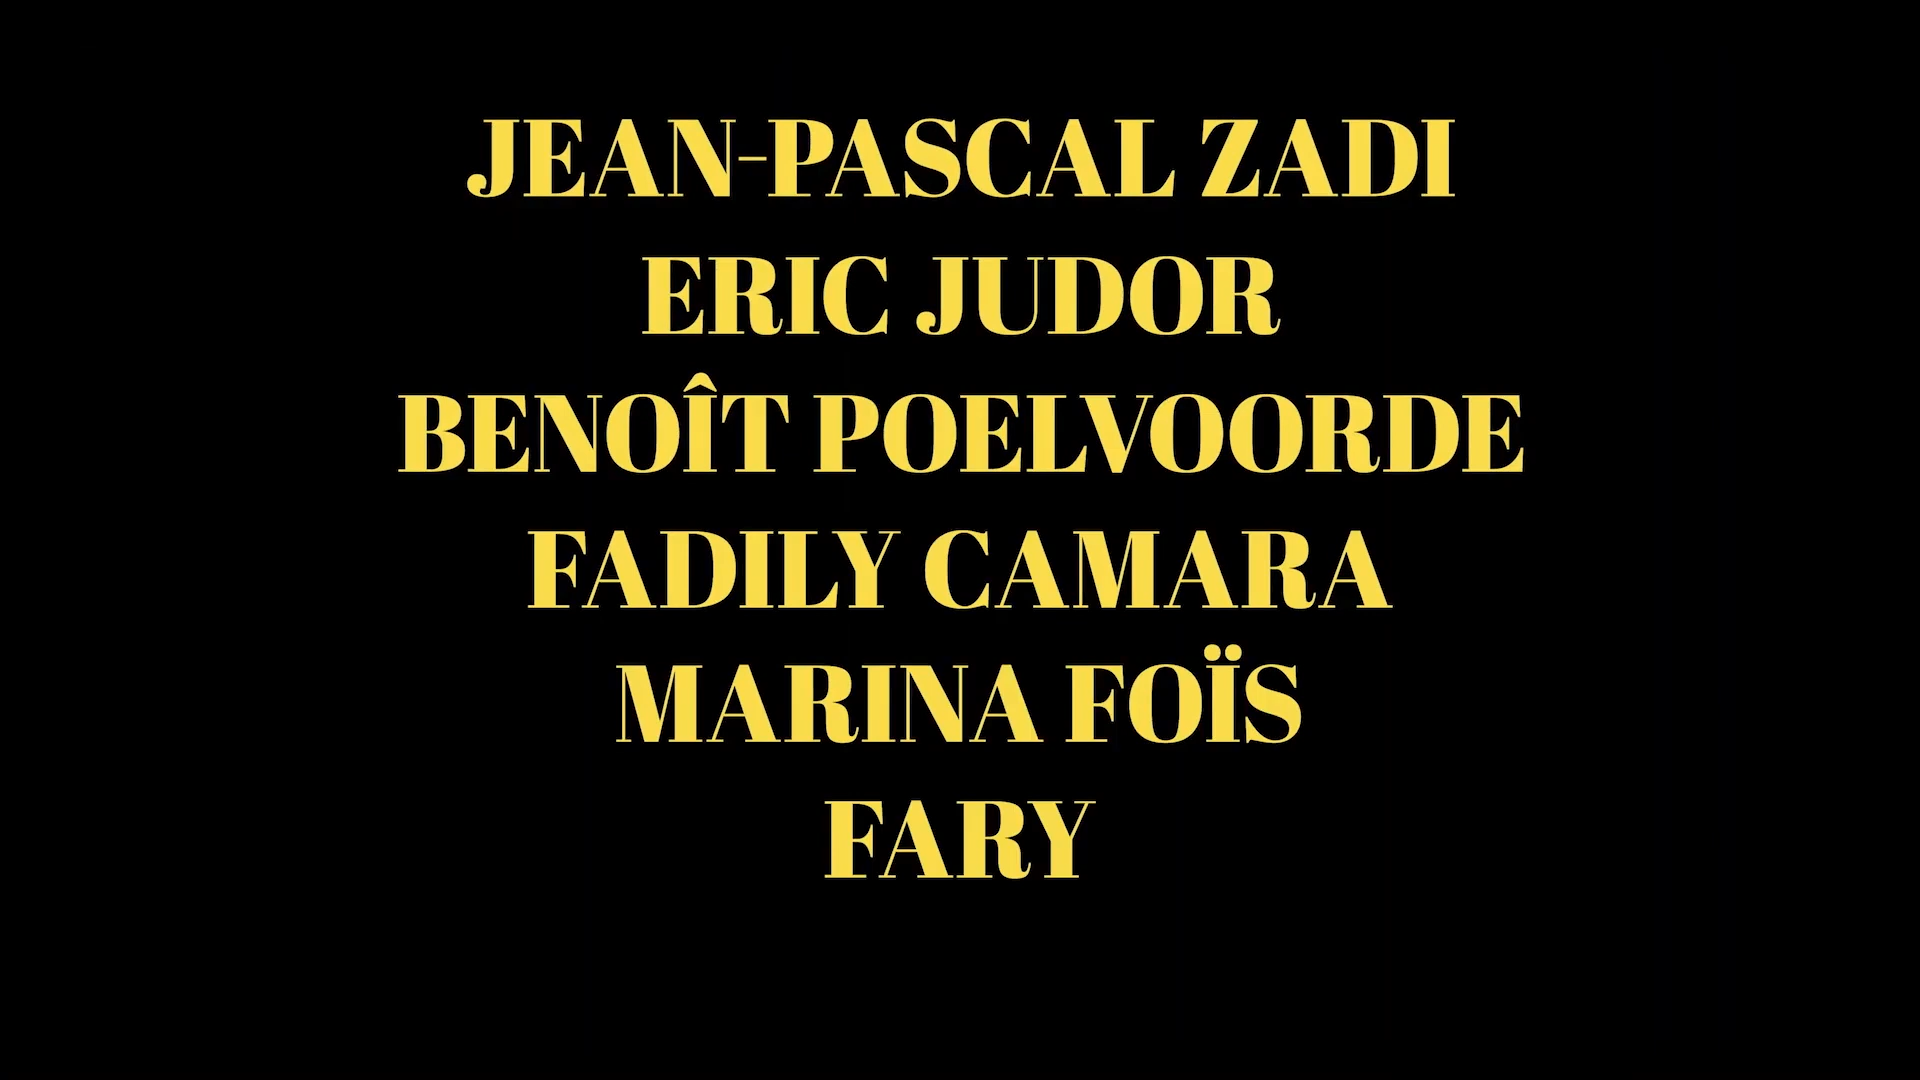 JEAN-PASCAL ZADI
ERIC JUDOR
BENOÎT POELVOORDE
FADILY CAMARA
MARINA FOÏS
FARY